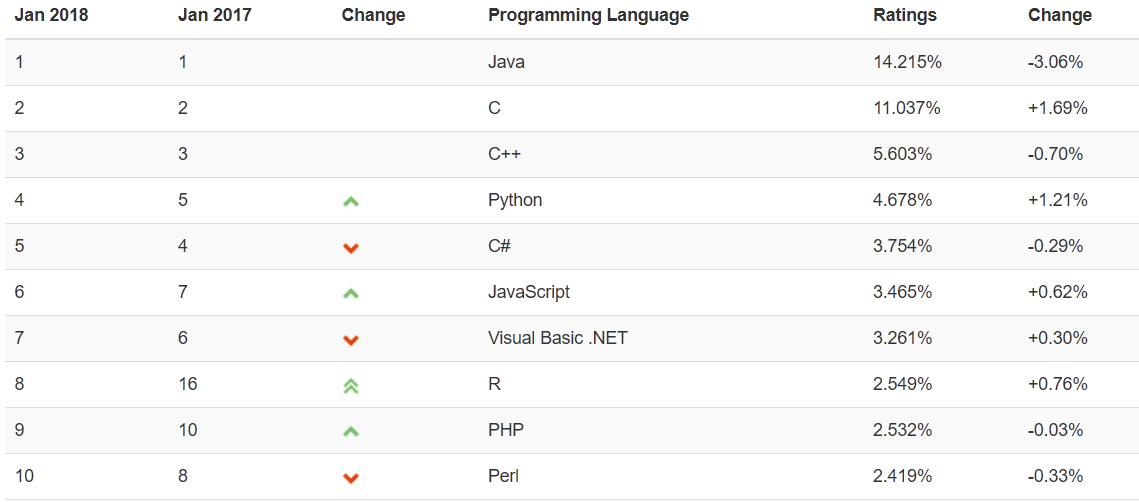 Jan 2018 Jan 2017 Change Programming Language Ratings Change
1 1 Java 14.215% -3.06%
2 2 C 11.037% +1.69%
3 3 C++ 5.603% -0.70%
4 5 Python 4.678% +1.21%
5 4 C# 3.754% -0.29%
6 7 JavaScript 3.465% +0.62%
7 6 Visual Basic .NET 3.261% +0.30%
8 16 R 2.549% +0.76%
9 10 PHP 2.532% -0.03%
10 8 Perl 2.419% -0.33%